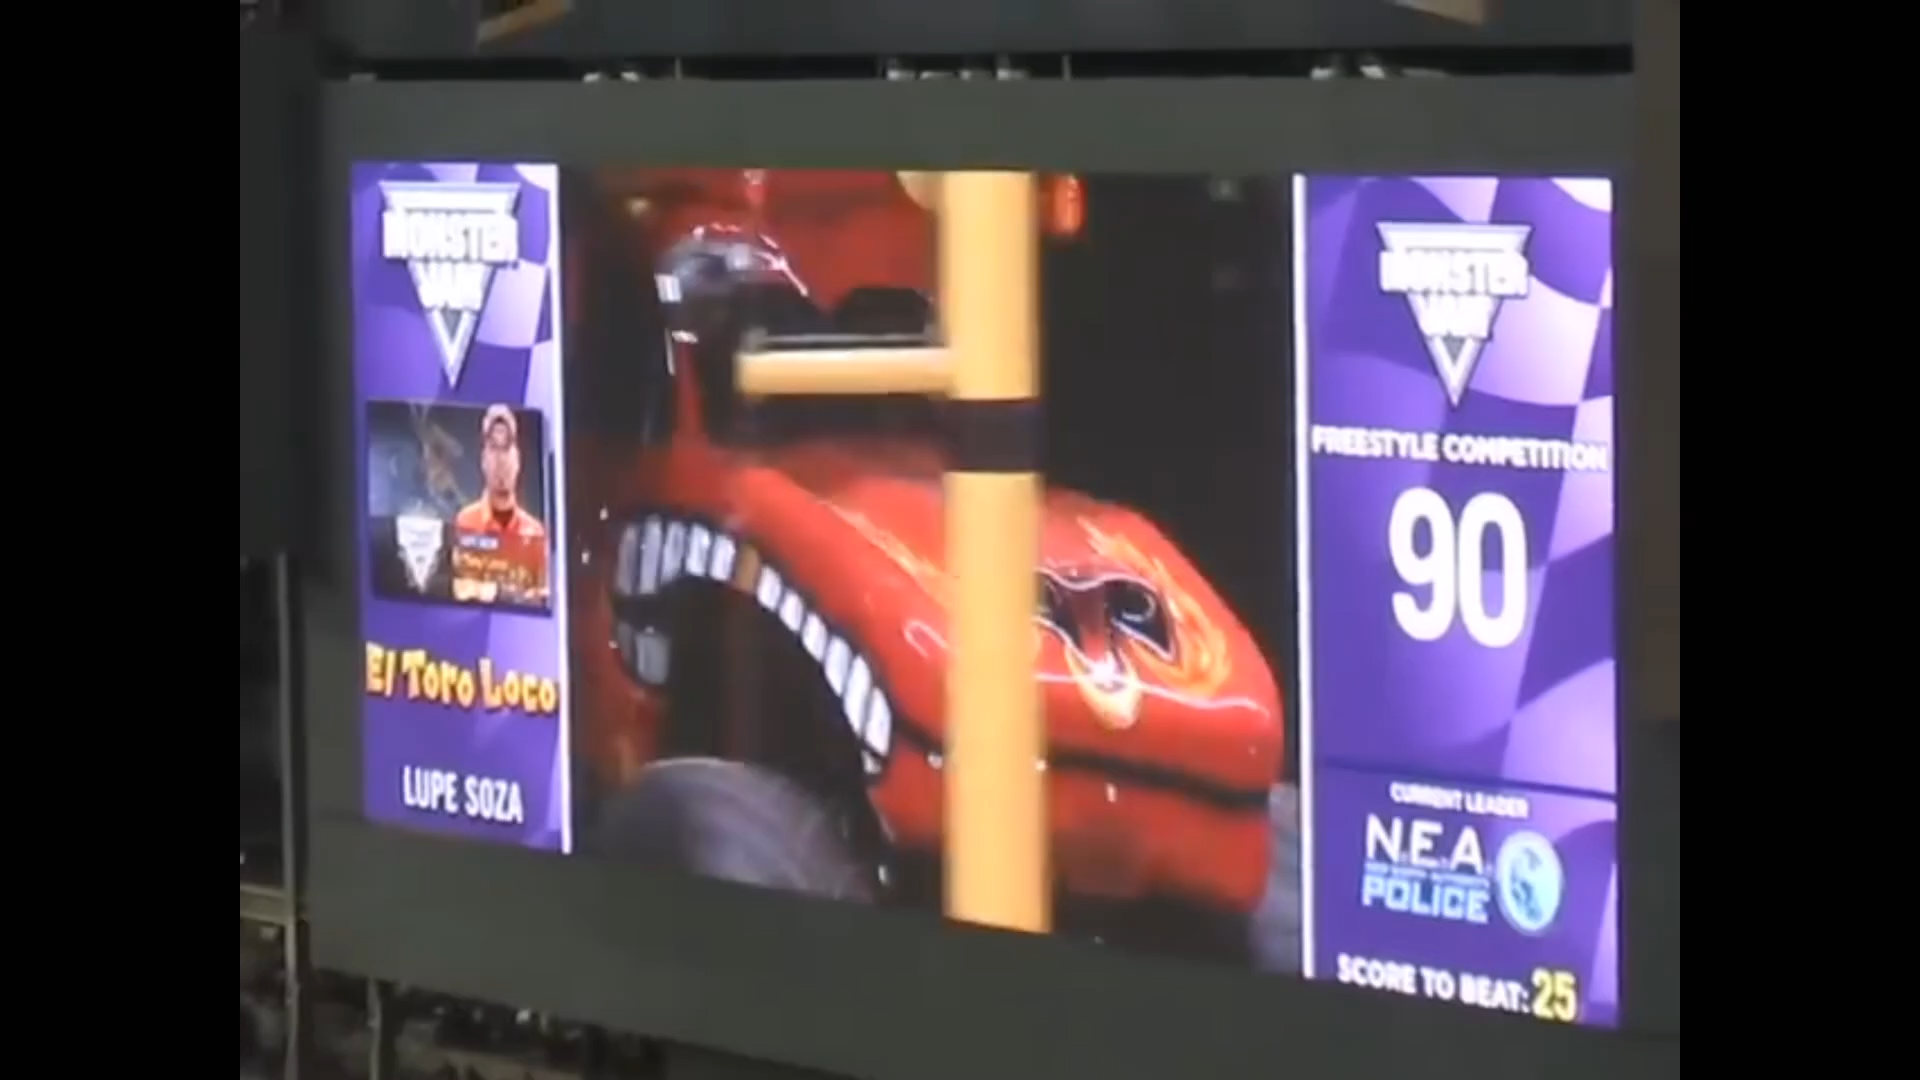 MONSTER
JAM
El Toro Loco
LUPE SOZA
MONSTER
JAM
FREESTYLE COMPETITION
90
CURRENT LEADER
N.E.A.
POLICE
SCORE TO BEAT: 25